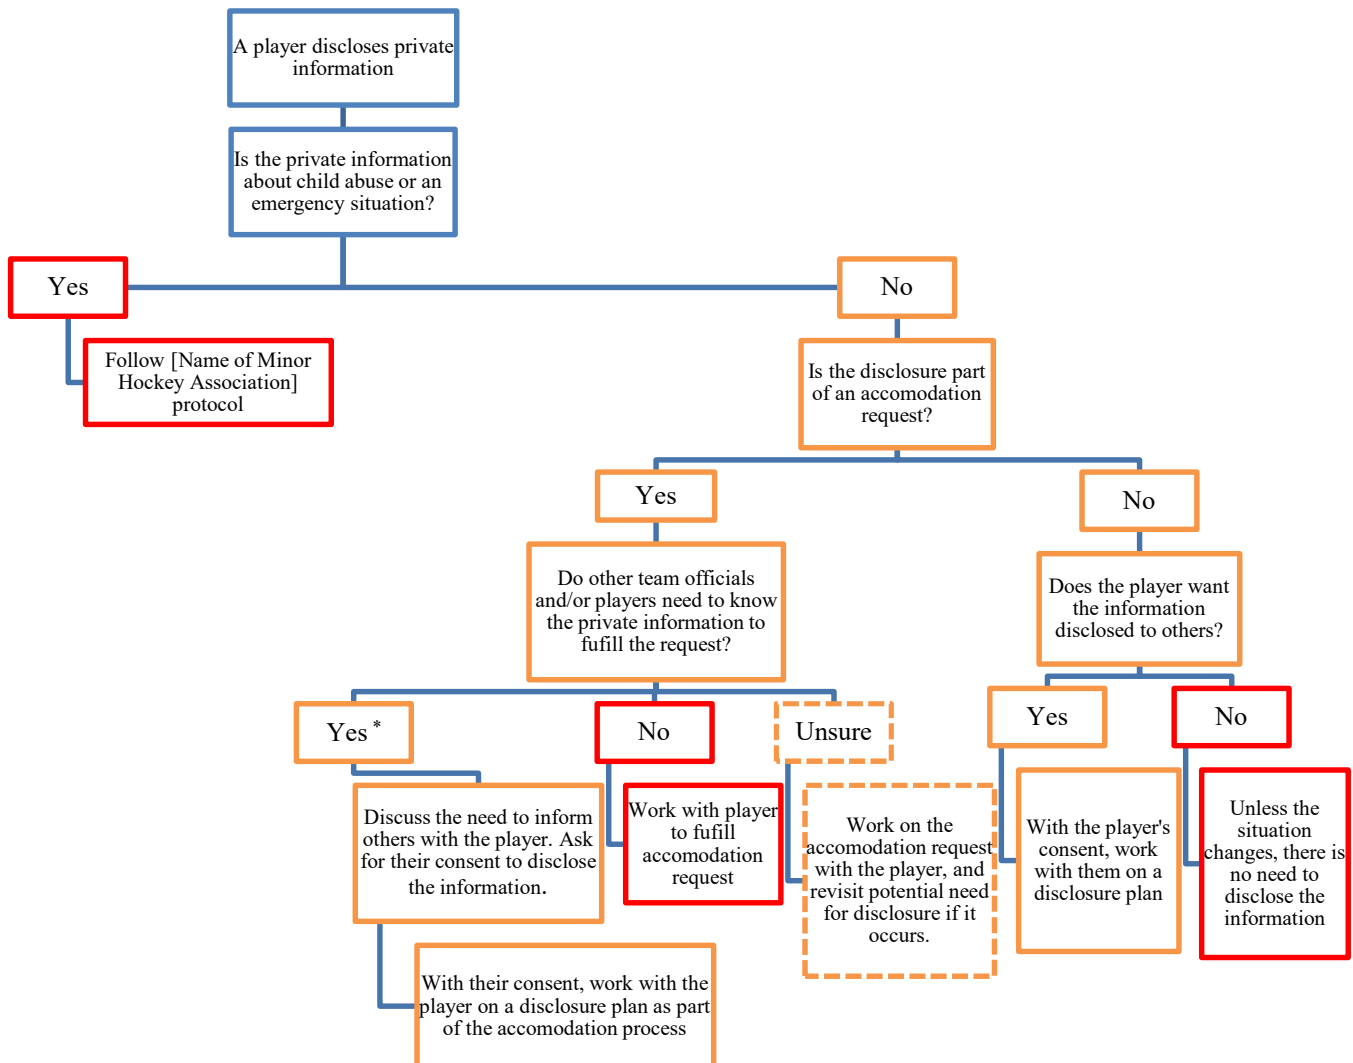 A player discloses private
information
Is the private information
about child abuse or an
emergency situation?
Yes
No
Follow [Name of Minor
Hockey Association]
protocol
Is the disclosure part
of an accomodation
request?
Yes
No
Do other team officials
and/or players need to know
the private information to
fufill the request?
Does the player want
the information
disclosed to others?
Yes *
No
Unsure
Yes
No
Discuss the need to inform
others with the player. Ask
for their consent to disclose
the information.
Work with player
to fufill
accomodation
request
Work on the
accomodation request
with the player, and
revisit potential need
for disclosure if it
occurs.
With the player's
consent, work
with them on a
disclosure plan
Unless the
situation
changes, there is
no need to
disclose the
information
With their consent, work with the
player on a disclosure plan as part
of the accomodation process